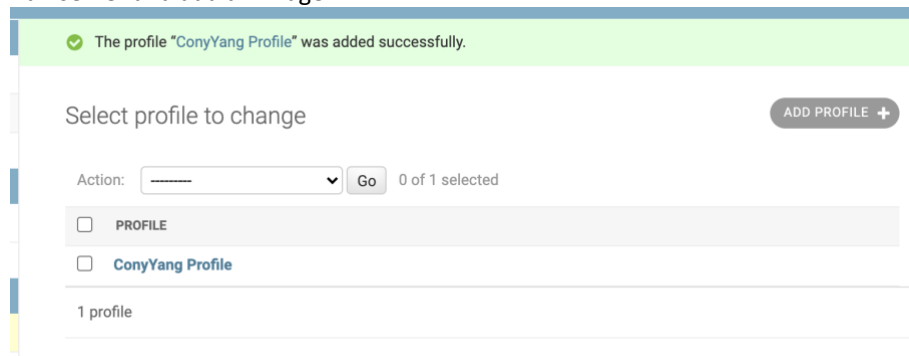 The profile “ConyYang Profile” was added successfully.
Select profile to change
ADD PROFILE +
Action: --------- Go 0 of 1 selected
PROFILE
ConyYang Profile
1 profile